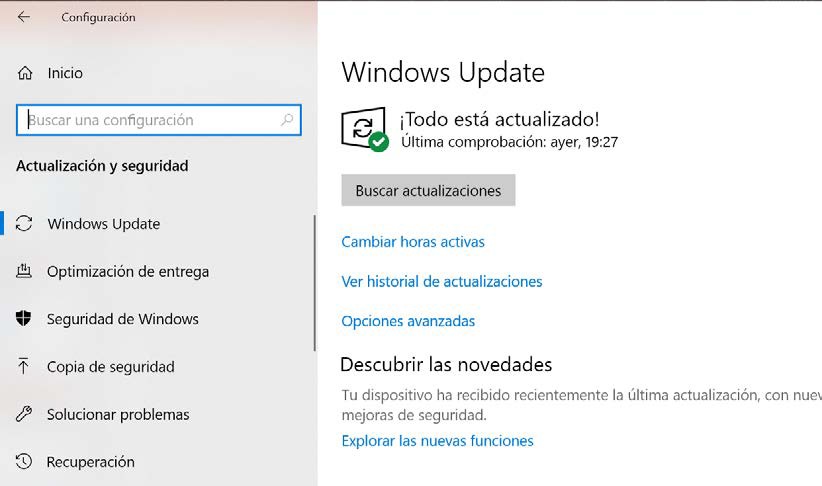 Configuración
Inicio
Buscar una configuración
Actualización y seguridad
Windows Update
Optimización de entrega
Seguridad de Windows
Copia de seguridad
Solucionar problemas
Recuperación
Windows Update
¡Todo está actualizado!
Última comprobación: ayer, 19:27
Buscar actualizaciones
Cambiar horas activas
Ver historial de actualizaciones
Opciones avanzadas
Descubrir las novedades
Tu dispositivo ha recibido recientemente la última actualización, con
mejoras de seguridad.
Explorar las nuevas funciones